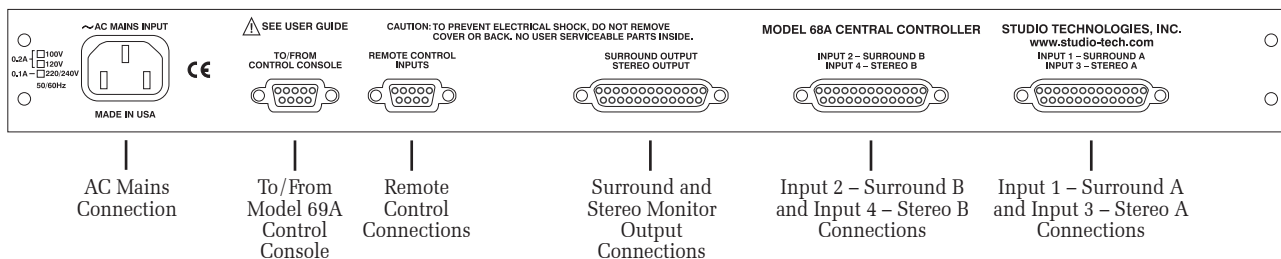 ~AC MAINS INPUT
0.2A
100V
120V
0.1A
220/240V
50/60Hz
MADE IN USA
CE
SEE USER GUIDE
TO/FROM
CONTROL CONSOLE
CAUTION: TO PREVENT ELECTRICAL SHOCK, DO NOT REMOVE
COVER OR BACK. NO USER SERVICEABLE PARTS INSIDE.
REMOTE CONTROL
INPUTS
SURROUND OUTPUT
STEREO OUTPUT
MODEL 68A CENTRAL CONTROLLER
INPUT 2 – SURROUND B
INPUT 4 – STEREO B
STUDIO TECHNOLOGIES, INC.
www.studio-tech.com
INPUT 1 – SURROUND A
INPUT 3 – STEREO A
AC Mains
Connection
To/From
Model 69A
Control
Console
Remote
Control
Connections
Surround and
Stereo Monitor
Output
Connections
Input 2 – Surround B
and Input 4 – Stereo B
Connections
Input 1 – Surround A
and Input 3 – Stereo A
Connections